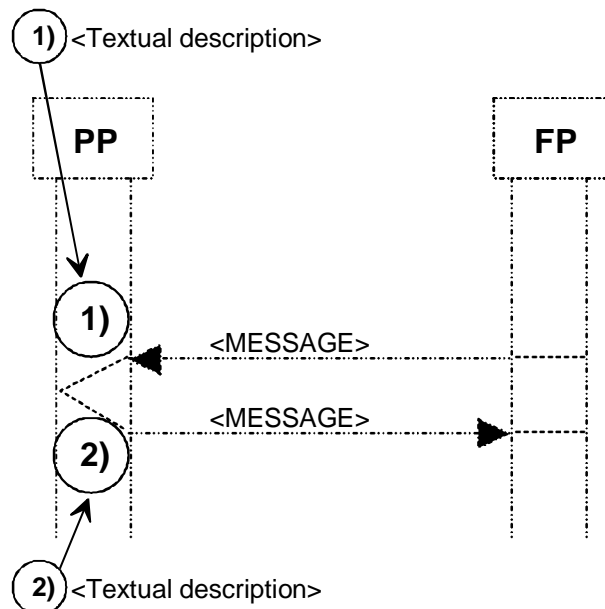 1) <Textual description>
PP FP
1)
<MESSAGE>
<MESSAGE>
2)
2) <Textual description>